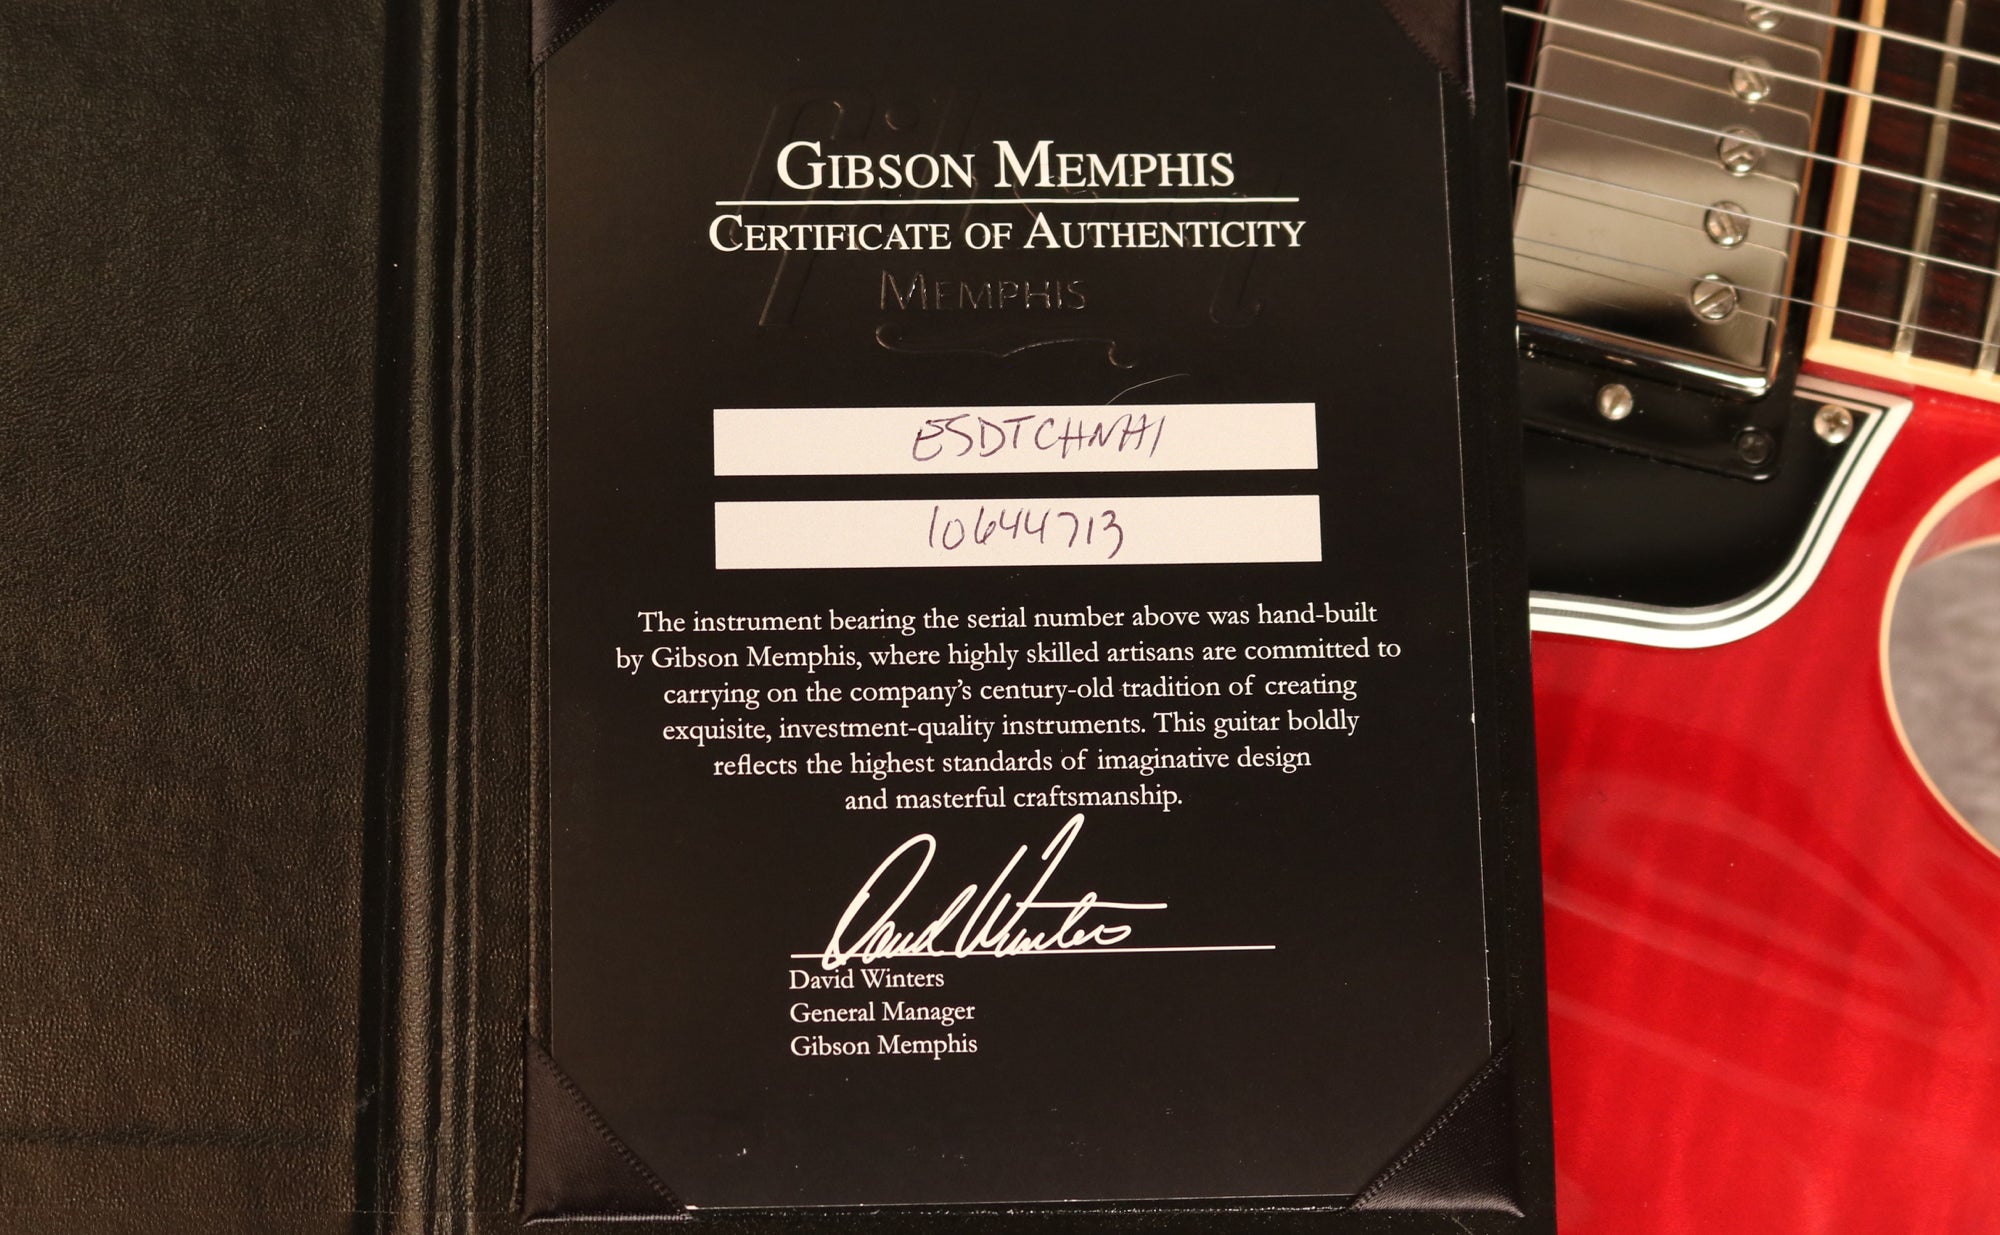 GIBSON MEMPHIS
CERTIFICATE OF AUTHENTICITY
Gibson
MEMPHIS
ESDTCHNH1
10644713
The instrument bearing the serial number above was hand-built
by Gibson Memphis, where highly skilled artisans are committed to
carrying on the company's century-old tradition of creating
exquisite, investment-quality instruments. This guitar boldly
reflects the highest standards of imaginative design
and masterful craftsmanship.
David Winters
David Winters
General Manager
Gibson Memphis